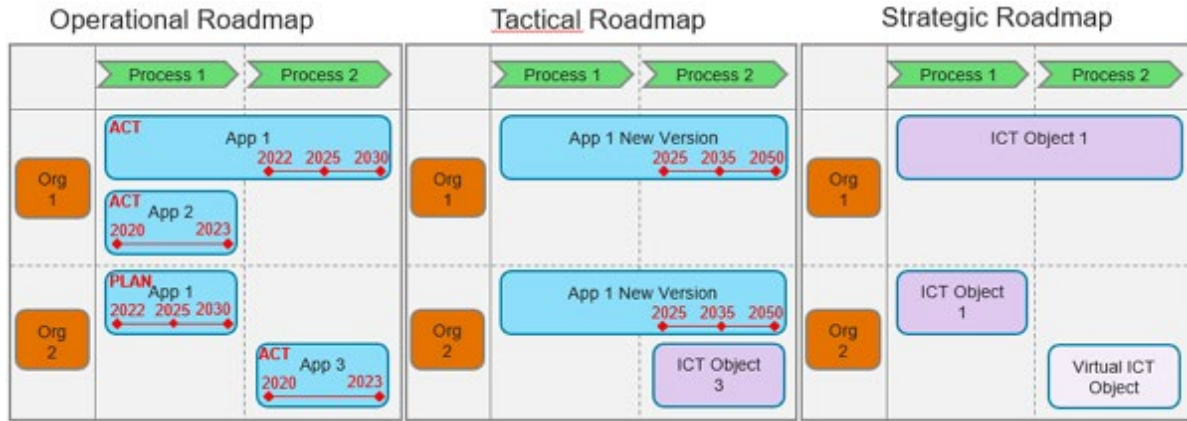 Operational Roadmap
Process 1
Process 2
Org
1
ACT
App 1
2022 2025 2030
ACT
App 2
2020 2023
Org
2
PLAN
App 1
2022 2025 2030
ACT
App 3
2020 2023
Tactical Roadmap
Process 1
Process 2
Org
1
App 1 New Version
2025 2035 2050
Org
2
App 1 New Version
2025 2035 2050
ICT Object
3
Strategic Roadmap
Process 1
Process 2
Org
1
ICT Object 1
Org
2
ICT Object
1
Virtual ICT
Object